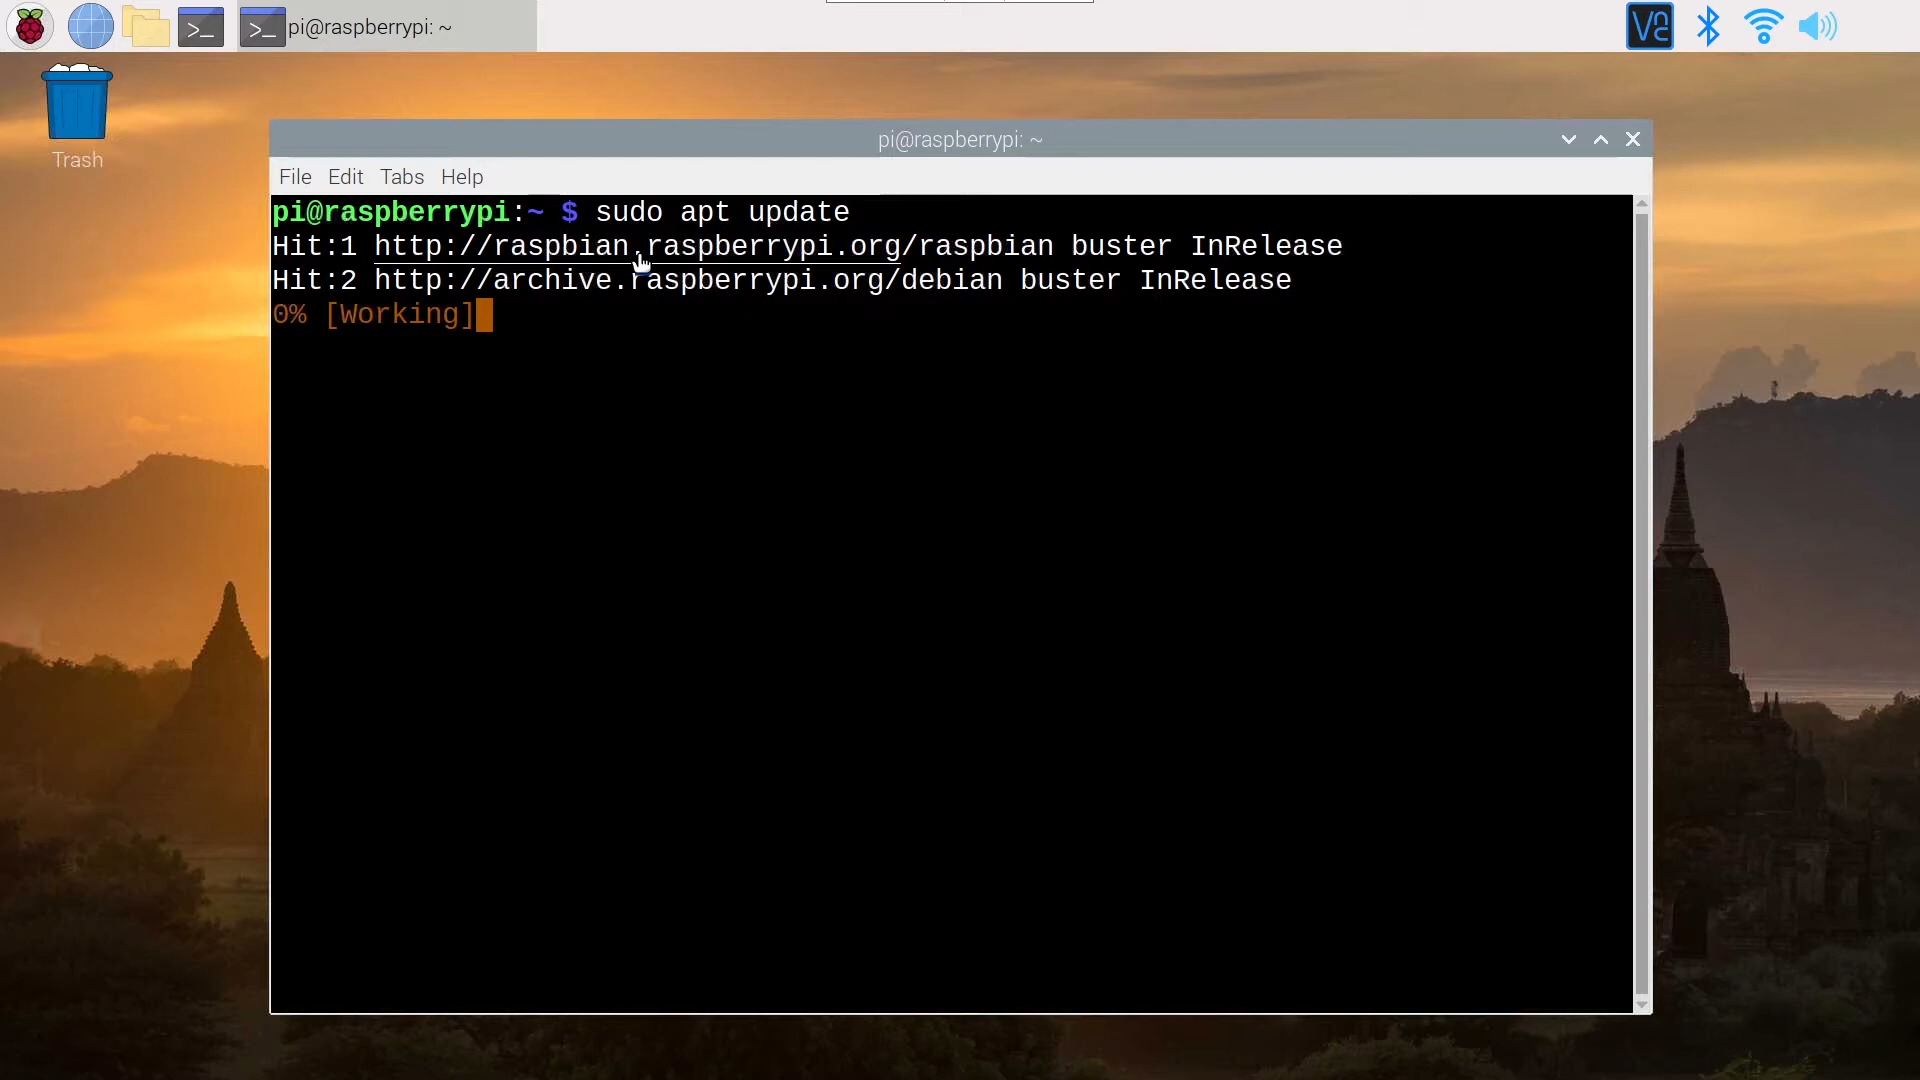 >_
>_ pi@raspberrypi: ~
VNC
Trash
pi@raspberrypi: ~
File Edit Tabs Help
pi@raspberrypi:~ $ sudo apt update
Hit:1 http://raspbian.raspberrypi.org/raspbian buster InRelease
Hit:2 http://archive.raspberrypi.org/debian buster InRelease
0% [Working]